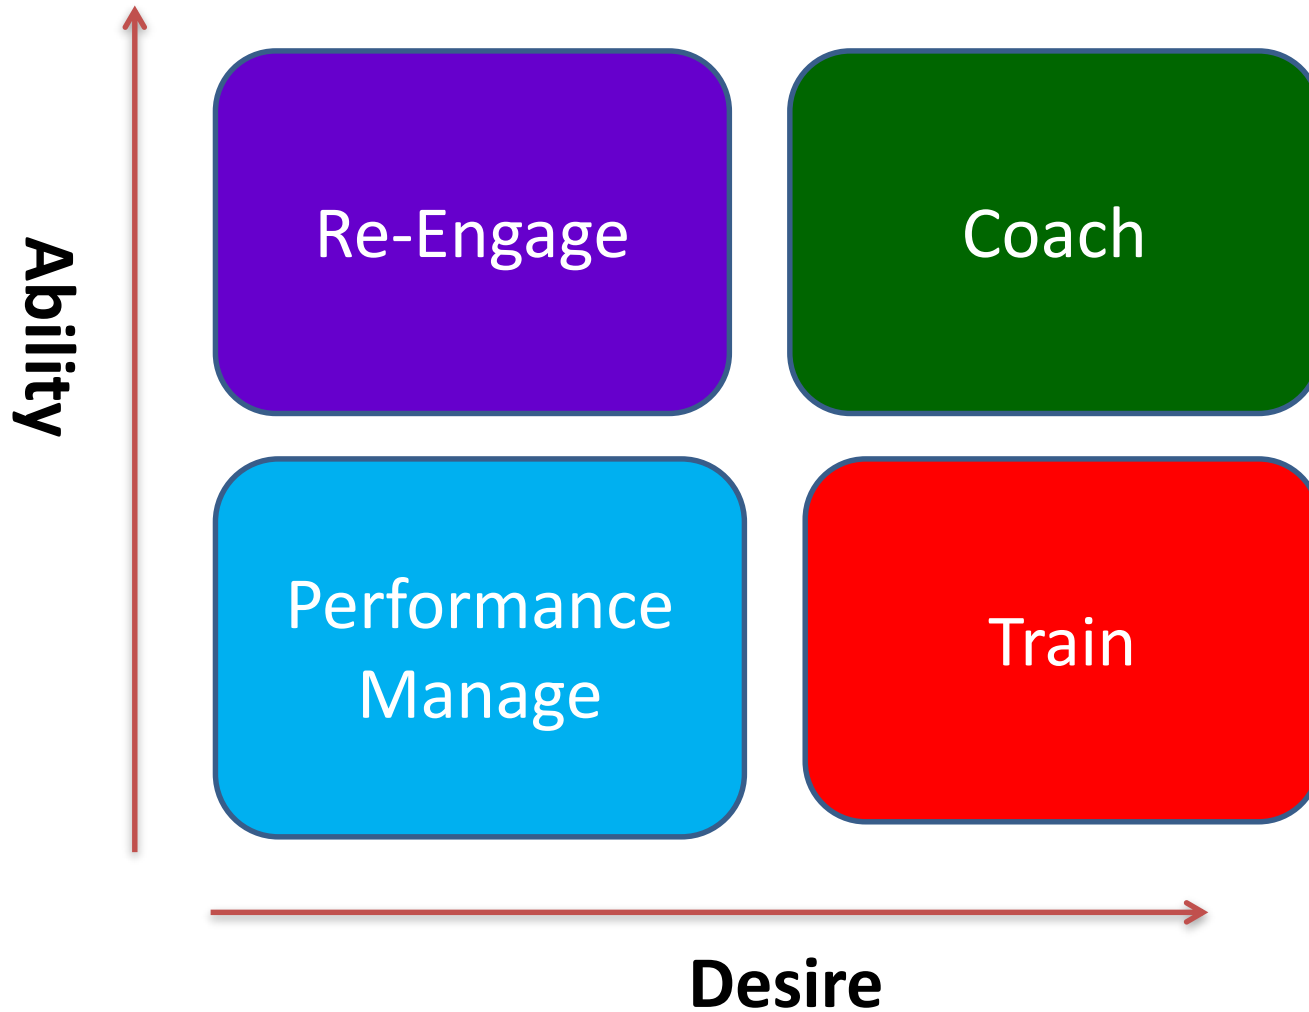 Ability
Re-Engage
Coach
Performance
Manage
Train
Desire